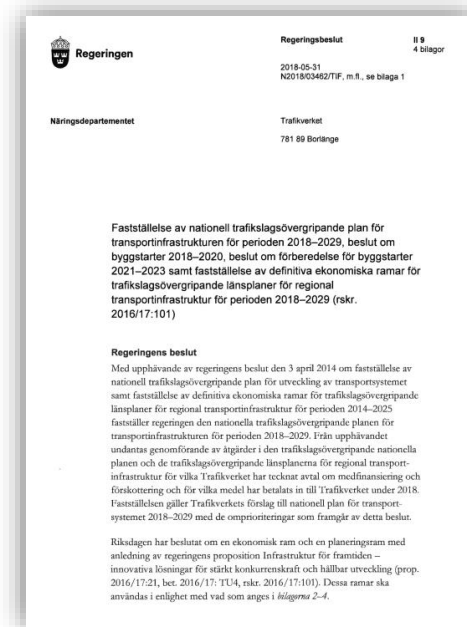 Regeringen
Regeringsbeslut
II 9
4 bilagor
2018-05-31
N2018/03462/TIF, m.fl., se bilaga 1
Näringsdepartementet
Trafikverket
781 89 Borlänge
Fastställelse av nationell trafikslagsövergripande plan för
transportinfrastrukturen för perioden 2018–2029, beslut om
byggstarter 2018–2020, beslut om förberedelse för byggstarter
2021–2023 samt fastställelse av definitiva ekonomiska ramar för
trafikslagsövergripande länsplaner för regional
transportinfrastruktur för perioden 2018–2029 (rskr.
2016/17:101)
Regeringens beslut
Med upphävande av regeringens beslut den 3 april 2014 om fastställelse av
nationell trafikslagsövergripande plan för utveckling av transportsystemet
samt fastställelse av definitiva ekonomiska ramar för trafikslagsövergripande
länsplaner för regional transportinfrastruktur för perioden 2014–2025
fastställer regeringen den nationella trafikslagsövergripande planen för
transportinfrastrukturen för perioden 2018–2029. Från upphävandet
undantas genomförande av åtgärder i den trafikslagsövergripande nationella
planen och de trafikslagsövergripande länsplanerna för regional transport-
infrastruktur för vilka Trafikverket har tecknat avtal om medfinansiering och
förskottering och för vilka medel har betalats in till Trafikverket under 2018.
Fastställelsen gäller Trafikverkets förslag till nationell plan för transport-
systemet 2018–2029 med de omprioriteringar som framgår av detta beslut.
Riksdagen har beslutat om en ekonomisk ram och en planeringsram med
anledning av regeringens proposition Infrastruktur för framtiden –
innovativa lösningar för stärkt konkurrenskraft och hållbar utveckling (prop.
2016/17:21, bet. 2016/17: TU4, rskr. 2016/17:101). Dessa ramar ska
användas i enlighet med vad som anges i bilagorna 2–4.